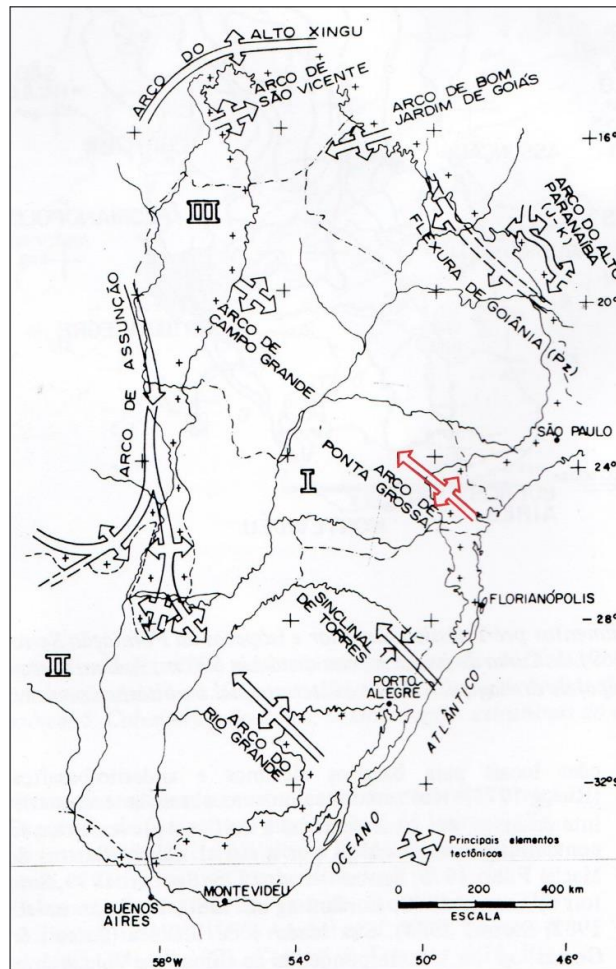 ARCO DO ALTO XINGU
ARCO DE
SÃO VICENTE
ARCO DE BOM
JARDIM DE GOIÁS
16°
III
ARCO DO ALTO
PARANAÍBA
(J-K)
FLEXURA DE GOIÂNIA (Pz)
20°
ARCO DE ASSUNÇÃO
ARCO DE
CAMPO GRANDE
SÃO PAULO
24°
I
ARCO DE
PONTA GROSSA
FLORIANÓPOLIS
28°
SINCLINAL
DE TORRES
II
PORTO
ALEGRE
ARCO DO
RIO GRANDE
OCEANO ATLÂNTICO
32°
Principais elementos
tectônicos
0 200 400 km
ESCALA
MONTEVIDÉU
BUENOS
AIRES
58°W
54°
50°
46°